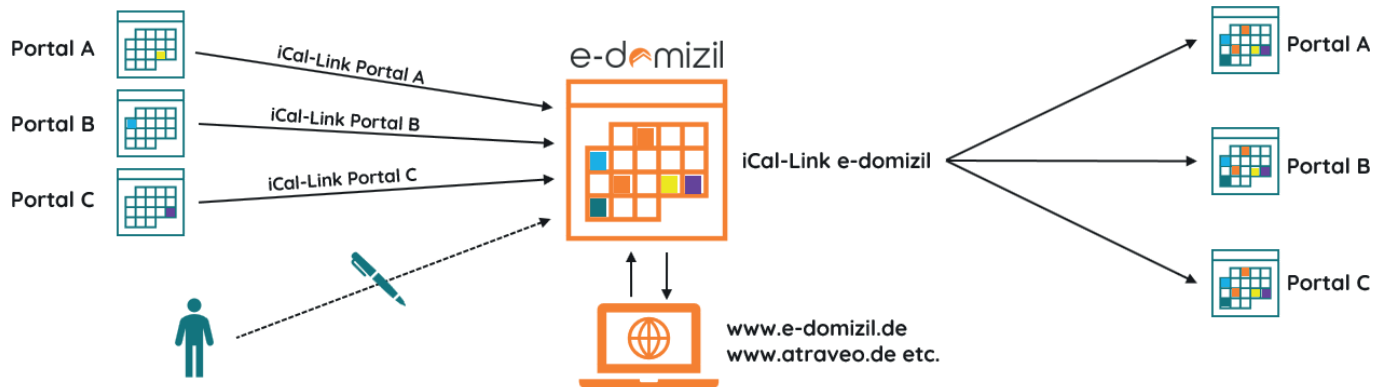 Portal A
iCal-Link Portal A
Portal B
iCal-Link Portal B
Portal C
iCal-Link Portal C
e-domizil
iCal-Link e-domizil
Portal A
Portal B
Portal C
www.e-domizil.de
www.atraveo.de etc.